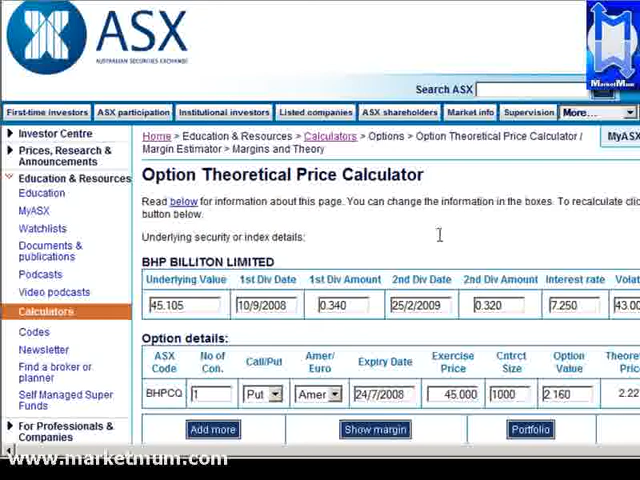 ASX
AUSTRALIAN SECURITIES EXCHANGE
MarketMum
Search ASX
First-time investors ASX participation Institutional investors Listed companies ASX shareholders Market info Supervision More...
Investor Centre
Prices, Research &
Announcements
Education & Resources
Education
MyASX
Watchlists
Documents &
publications
Podcasts
Video podcasts
Calculators
Codes
Newsletter
Find a broker or
planner
Self Managed Super
Funds
For Professionals &
Companies
Home > Education & Resources > Calculators > Options > Option Theoretical Price Calculator /
Margin Estimator > Margins and Theory
MyASX
Option Theoretical Price Calculator
Read below for information about this page. You can change the information in the boxes. To recalculate clic
button below.
Underlying security or index details:
BHP BILLITON LIMITED
Underlying Value 1st Div Date 1st Div Amount 2nd Div Date 2nd Div Amount Interest rate Volat
45.105 10/9/2008 0.340 25/2/2009 0.320 7.250 43.00
Option details:
ASX Code No of Con. Call/Put Amer/ Euro Expiry Date Exercise Price Cntrct Size Option Value Theore Price
BHPCQ 1 Put Amer 24/7/2008 45.000 1000 2.160 2.22
Add more Show margin Portfolio
www.marketmum.com